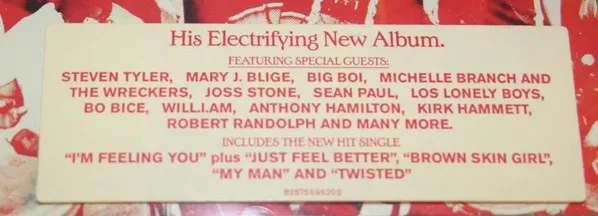 His Electrifying New Album.
FEATURING SPECIAL GUESTS:
STEVEN TYLER, MARY J. BLIGE, BIG BOI, MICHELLE BRANCH AND
THE WRECKERS, JOSS STONE, SEAN PAUL, LOS LONELY BOYS,
BO BICE, WILL.I.AM, ANTHONY HAMILTON, KIRK HAMMETT,
ROBERT RANDOLPH AND MANY MORE.
INCLUDES THE NEW HIT SINGLE
“I'M FEELING YOU” plus “JUST FEEL BETTER”, “BROWN SKIN GIRL”,
“MY MAN” AND “TWISTED”